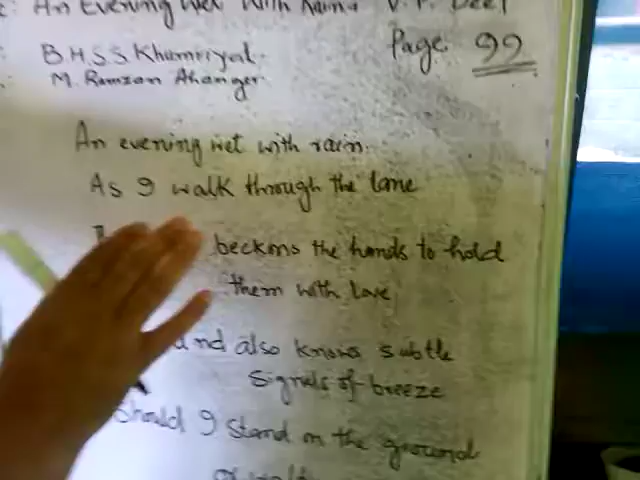 An Evening Wet With Rain
B.H.S.S Khumriyal
Page 99
M. Ramzan Ahanger
An evening wet with rain.
As I walk through the lane
beckons the hands to hold
them with love
and also knows subtle
signals of breeze
Should I stand on the ground